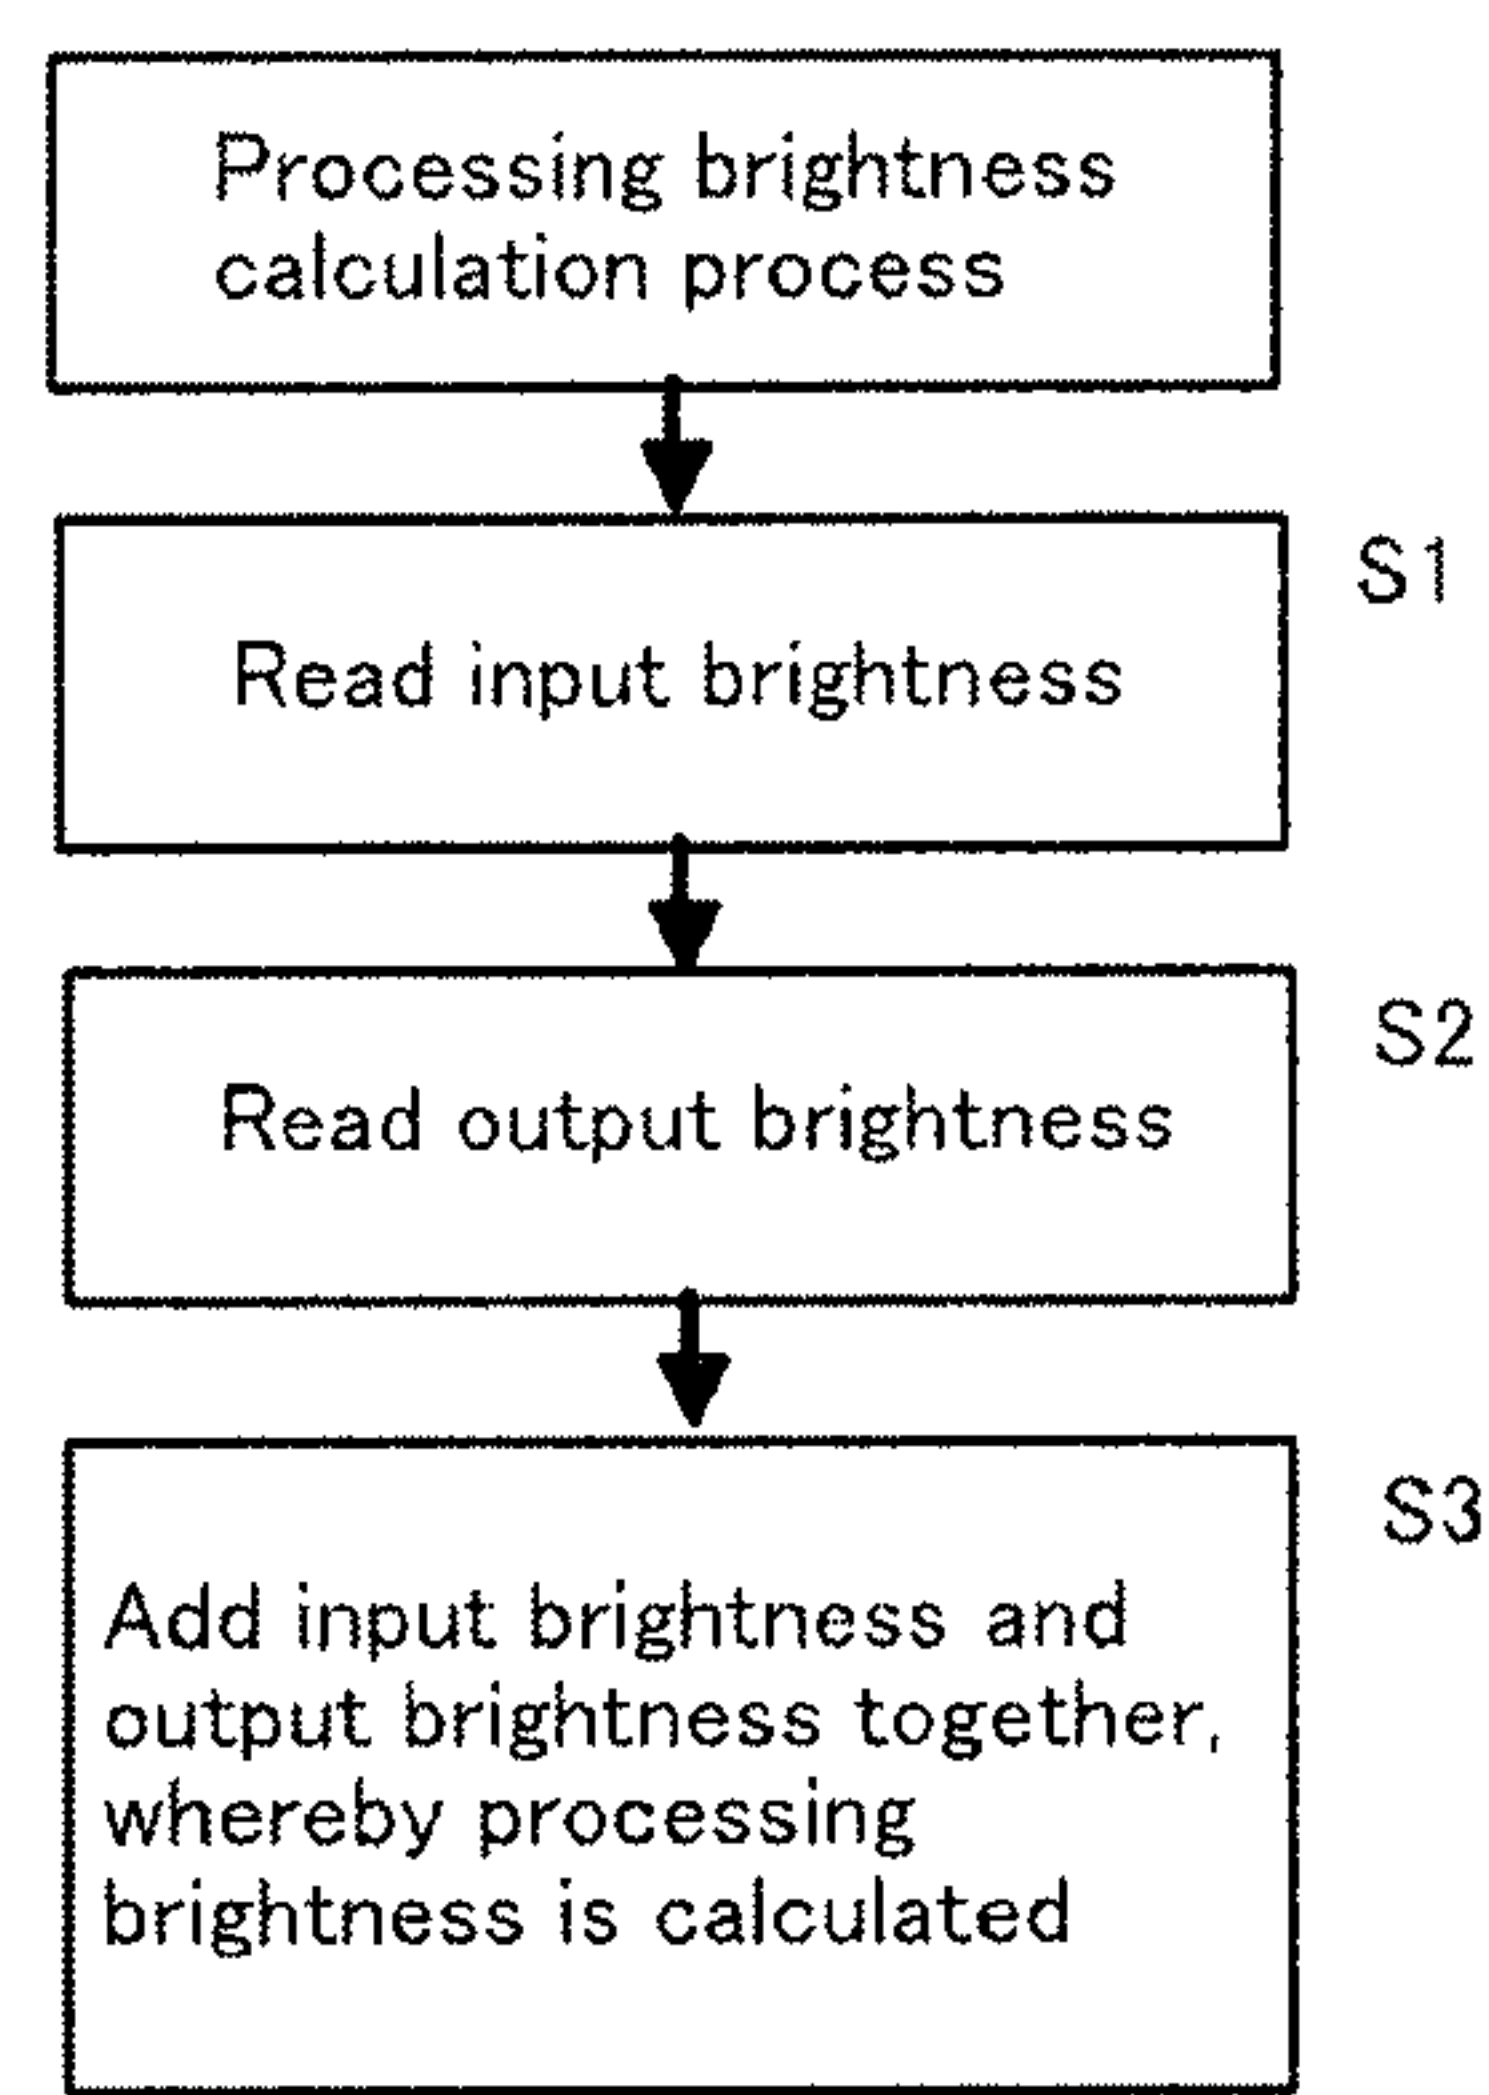 Processing brightness
calculation process
S1
Read input brightness
S2
Read output brightness
S3
Add input brightness and
output brightness together,
whereby processing
brightness is calculated